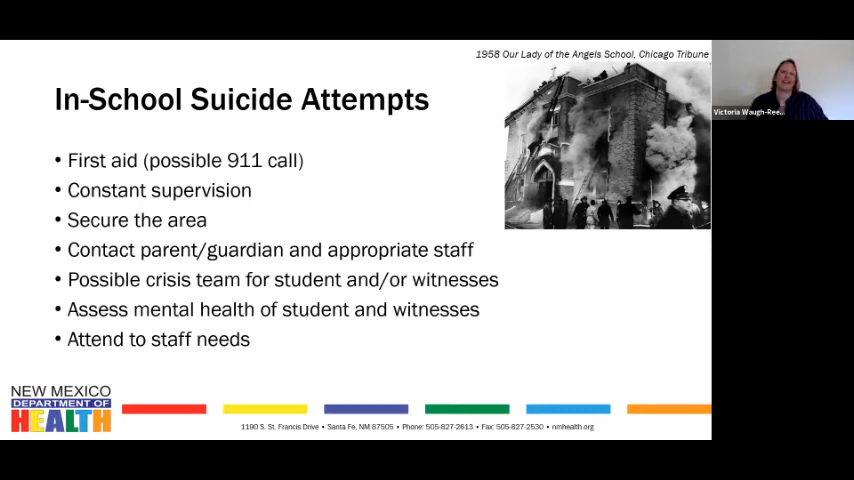 1958 Our Lady of the Angels School, Chicago Tribune
In-School Suicide Attempts
• First aid (possible 911 call)
• Constant supervision
• Secure the area
• Contact parent/guardian and appropriate staff
• Possible crisis team for student and/or witnesses
• Assess mental health of student and witnesses
• Attend to staff needs
Victoria Waugh-Ree...
NEW MEXICO
DEPARTMENT OF
HEALTH
1190 S. St. Francis Drive • Santa Fe, NM 87505 • Phone: 505-827-2613 • Fax: 505-827-2530 • nmhealth.org